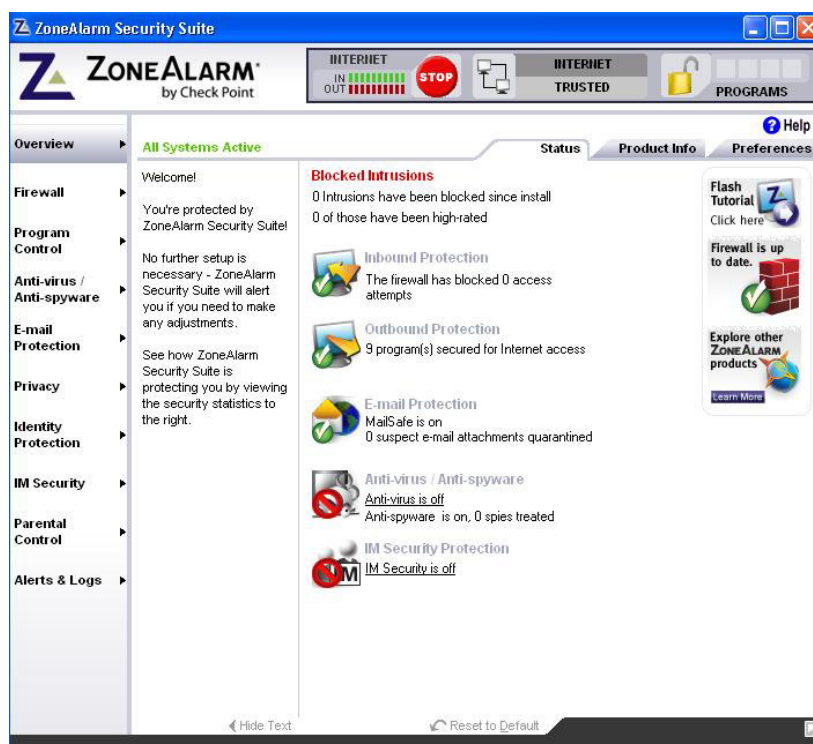 ZoneAlarm Security Suite
ZONEALARM
by Check Point
INTERNET
IN
OUT
STOP
INTERNET
TRUSTED
PROGRAMS
Help
Overview
All Systems Active
Status
Product Info
Preferences
Firewall
Program
Control
Anti-virus /
Anti-spyware
E-mail
Protection
Privacy
Identity
Protection
IM Security
Parental
Control
Alerts & Logs
Welcome!
You're protected by
ZoneAlarm Security Suite!
No further setup is
necessary - ZoneAlarm
Security Suite will alert
you if you need to make
any adjustments.
See how ZoneAlarm
Security Suite is
protecting you by viewing
the security statistics to
the right.
Blocked Intrusions
0 Intrusions have been blocked since install
0 of those have been high-rated
Inbound Protection
The firewall has blocked 0 access
attempts
Outbound Protection
9 program(s) secured for Internet access
E-mail Protection
MailSafe is on
0 suspect e-mail attachments quarantined
Anti-virus / Anti-spyware
Anti-virus is off
Anti-spyware is on, 0 spies treated
IM Security Protection
IM
IM Security is off
Flash
Tutorial
Click here
Firewall is up
to date.
Explore other
ZONEALARM
products
Learn More
Hide Text
Reset to Default